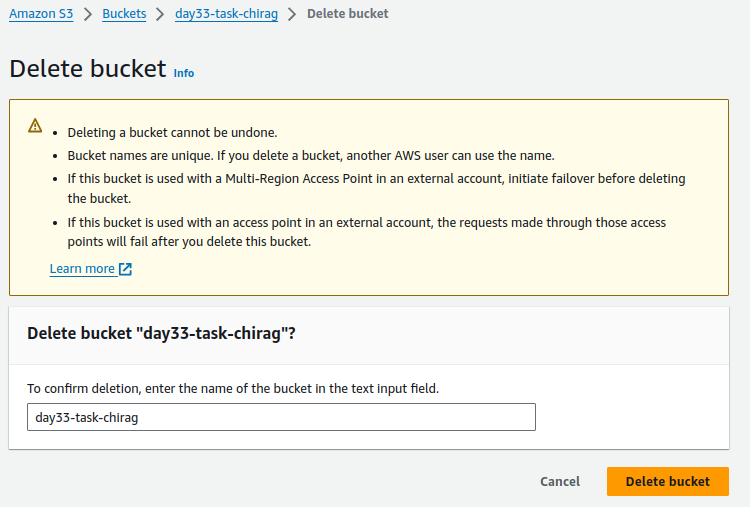 Amazon S3 > Buckets > day33-task-chirag > Delete bucket
Delete bucket Info
• Deleting a bucket cannot be undone.
• Bucket names are unique. If you delete a bucket, another AWS user can use the name.
• If this bucket is used with a Multi-Region Access Point in an external account, initiate failover before deleting
the bucket.
• If this bucket is used with an access point in an external account, the requests made through those access
points will fail after you delete this bucket.
Learn more
Delete bucket "day33-task-chirag"?
To confirm deletion, enter the name of the bucket in the text input field.
day33-task-chirag
Cancel Delete bucket